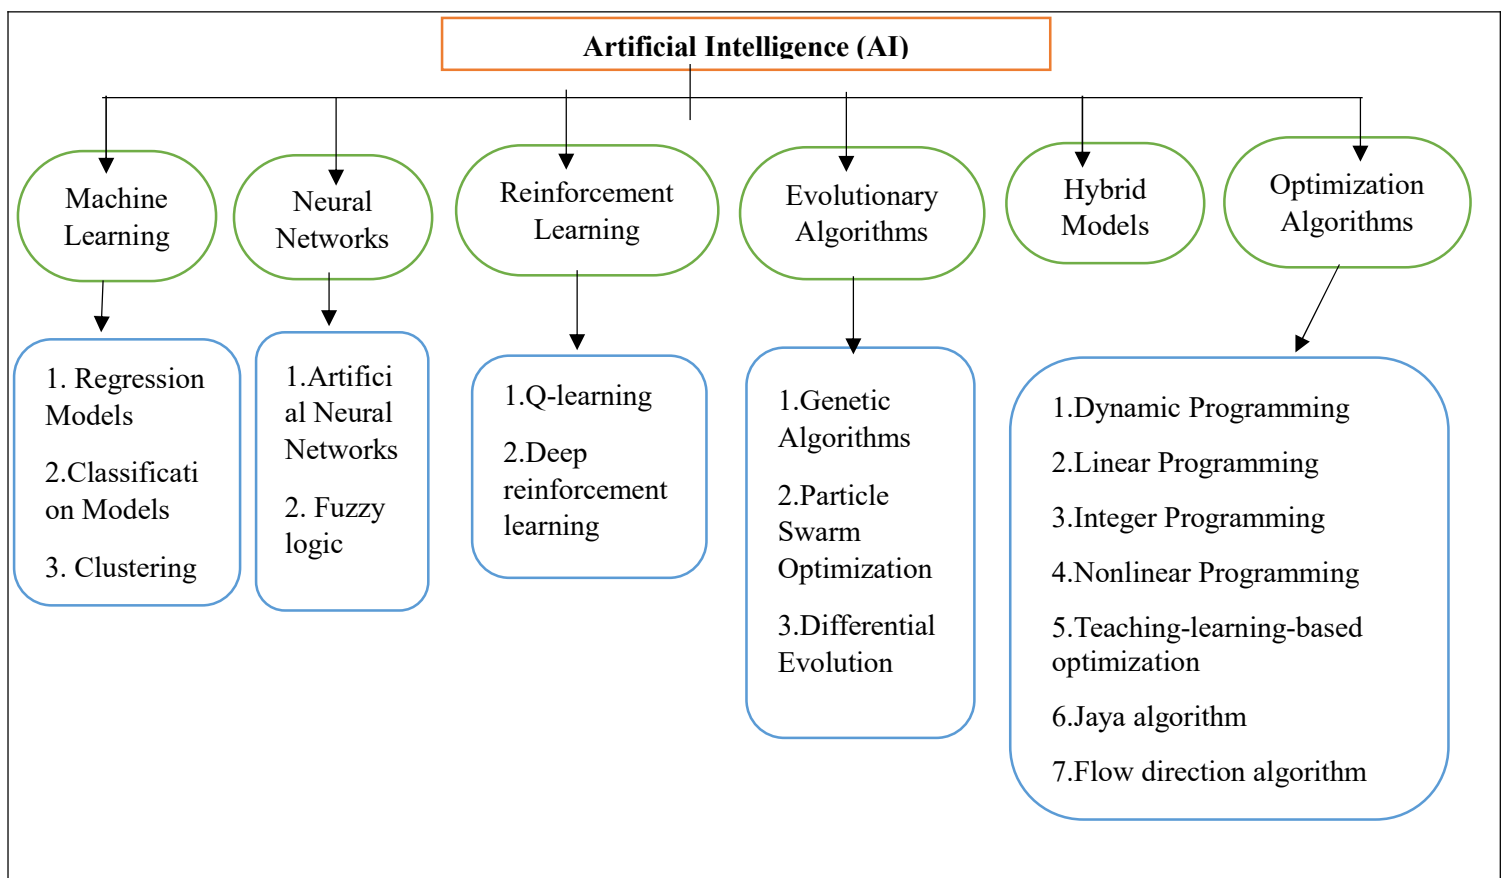 Artificial Intelligence (AI)
Machine
Learning
Neural
Networks
Reinforcement
Learning
Evolutionary
Algorithms
Hybrid
Models
Optimization
Algorithms
1. Regression
Models
2.Classificati
on Models
3. Clustering
1.Artifici
al Neural
Networks
2. Fuzzy
logic
1.Q-learning
2.Deep
reinforcement
learning
1.Genetic
Algorithms
2.Particle
Swarm
Optimization
3.Differential
Evolution
1.Dynamic Programming
2.Linear Programming
3.Integer Programming
4.Nonlinear Programming
5.Teaching-learning-based
optimization
6.Jaya algorithm
7.Flow direction algorithm